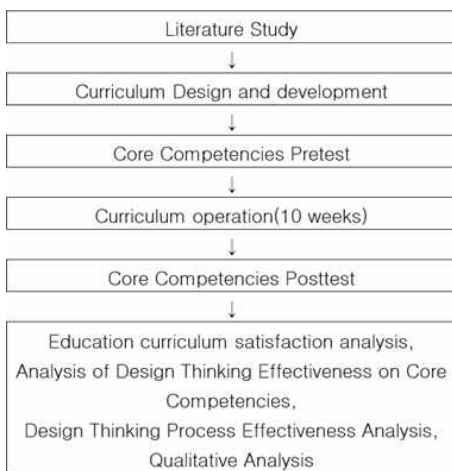 Literature Study
↓
Curriculum Design and development
↓
Core Competencies Pretest
↓
Curriculum operation(10 weeks)
↓
Core Competencies Posttest
↓
Education curriculum satisfaction analysis,
Analysis of Design Thinking Effectiveness on Core
Competencies,
Design Thinking Process Effectiveness Analysis,
Qualitative Analysis